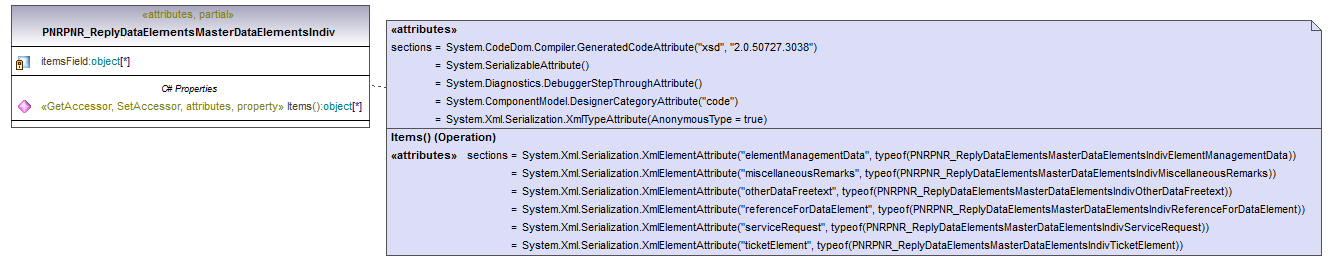 «attributes, partial»
PNRPNR_ReplyDataElementsMasterDataElementsIndiv
itemsField:object[*]
C# Properties
«GetAccessor, SetAccessor, attributes, property» Items():object[*]
«attributes»
sections = System.CodeDom.Compiler.GeneratedCodeAttribute("xsd", "2.0.50727.3038")
= System.SerializableAttribute()
= System.Diagnostics.DebuggerStepThroughAttribute()
= System.ComponentModel.DesignerCategoryAttribute("code")
= System.Xml.Serialization.XmlTypeAttribute(AnonymousType = true)
Items() (Operation)
«attributes» sections = System.Xml.Serialization.XmlElementAttribute("elementManagementData", typeof(PNRPNR_ReplyDataElementsMasterDataElementsIndivElementManagementData))
= System.Xml.Serialization.XmlElementAttribute("miscellaneousRemarks", typeof(PNRPNR_ReplyDataElementsMasterDataElementsIndivMiscellaneousRemarks))
= System.Xml.Serialization.XmlElementAttribute("otherDataFreetext", typeof(PNRPNR_ReplyDataElementsMasterDataElementsIndivOtherDataFreetext))
= System.Xml.Serialization.XmlElementAttribute("referenceForDataElement", typeof(PNRPNR_ReplyDataElementsMasterDataElementsIndivReferenceForDataElement))
= System.Xml.Serialization.XmlElementAttribute("serviceRequest", typeof(PNRPNR_ReplyDataElementsMasterDataElementsIndivServiceRequest))
= System.Xml.Serialization.XmlElementAttribute("ticketElement", typeof(PNRPNR_ReplyDataElementsMasterDataElementsIndivTicketElement))